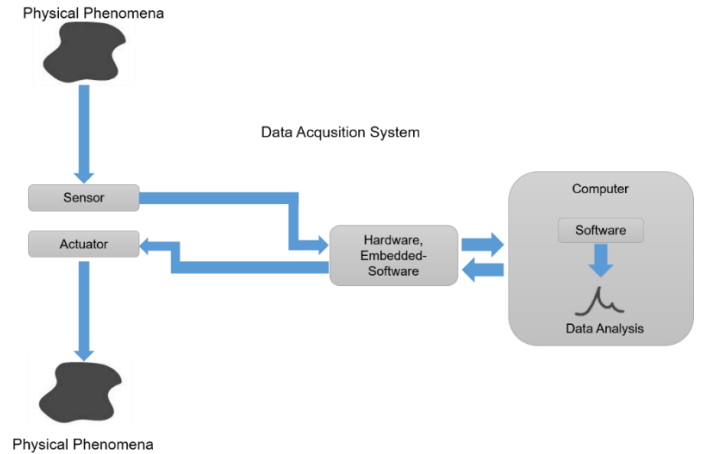 Physical Phenomena
Data Acqusition System
Sensor
Actuator
Hardware,
Embedded-
Software
Computer
Software
Data Analysis
Physical Phenomena